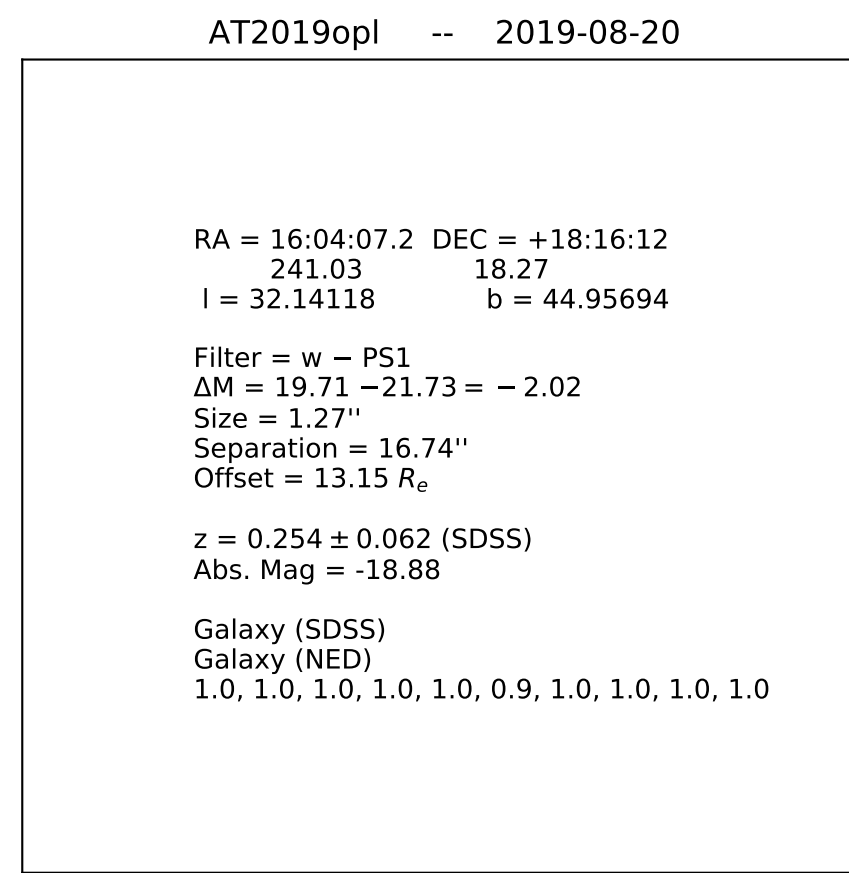 AT2019opl -- 2019-08-20
RA = 16:04:07.2 DEC = +18:16:12
241.03 18.27
l = 32.14118 b = 44.95694
Filter = w − PS1
ΔM = 19.71 −21.73 = − 2.02
Size = 1.27''
Separation = 16.74''
Offset = 13.15 Rₑ
z = 0.254 ± 0.062 (SDSS)
Abs. Mag = -18.88
Galaxy (SDSS)
Galaxy (NED)
1.0, 1.0, 1.0, 1.0, 1.0, 0.9, 1.0, 1.0, 1.0, 1.0